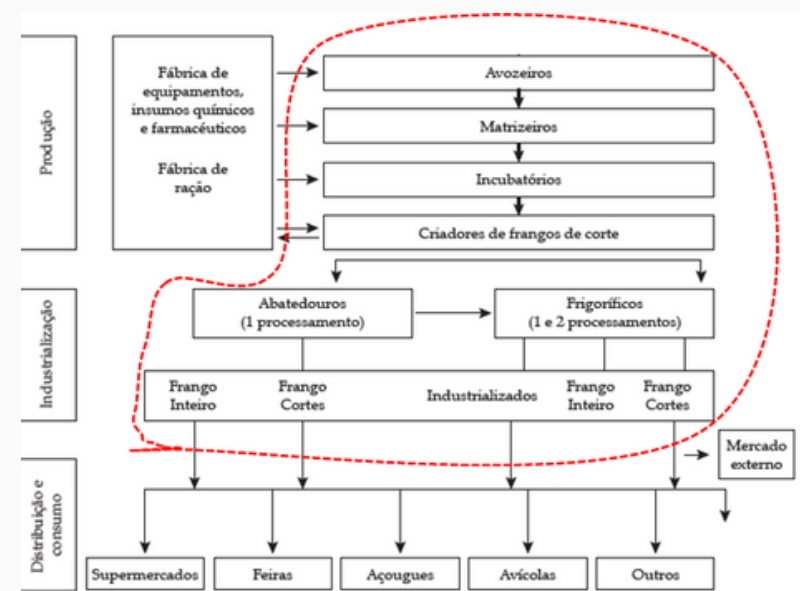 Produção
Fábrica de
equipamentos,
insumos químicos
e farmacéuticos
Fábrica de
ração
Avozeiros
Matrizeiros
Incubatórios
Criadores de frangos de corte
Industrialização
Abatedouros
(1 processamento)
Frigoríficos
(1 e 2 processamentos)
Frango
Inteiro
Frango
Cortes
Industrializados
Frango
Inteiro
Frango
Cortes
Mercado
externo
Distribuição e
consumo
Supermercados
Feiras
Açougues
Avícolas
Outros